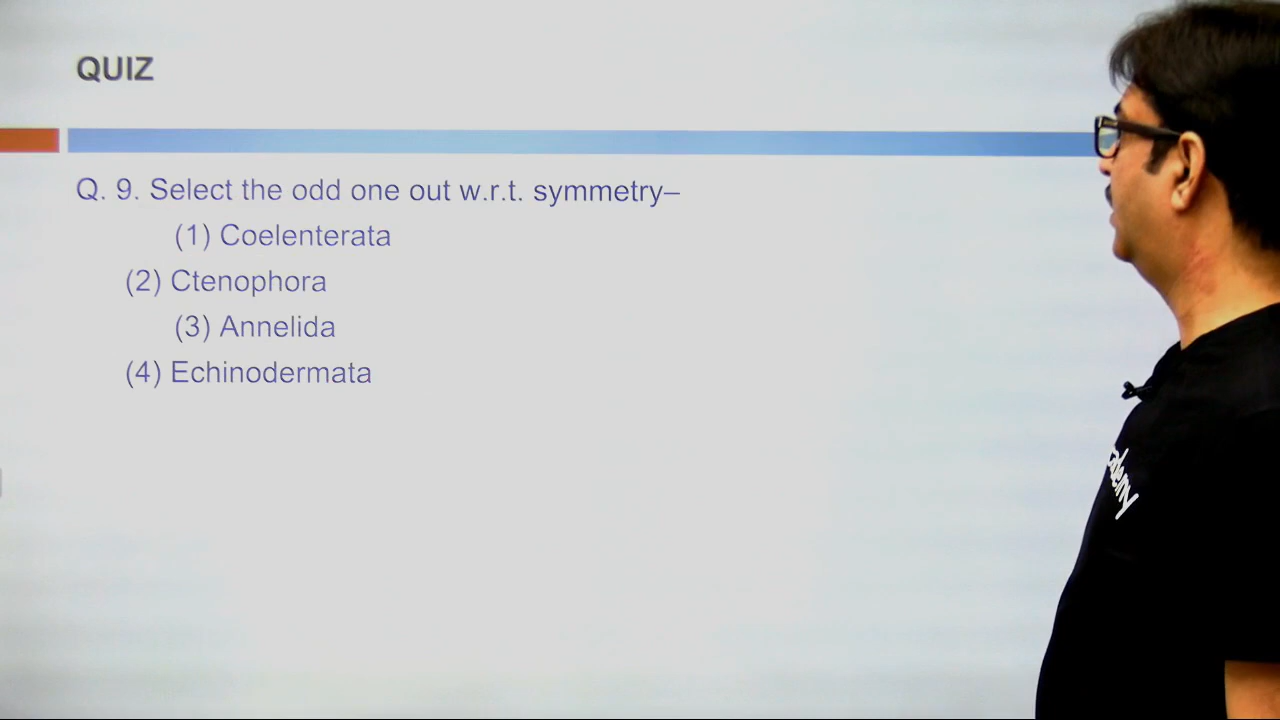 QUIZ
Q. 9. Select the odd one out w.r.t. symmetry–
(1) Coelenterata
(2) Ctenophora
(3) Annelida
(4) Echinodermata